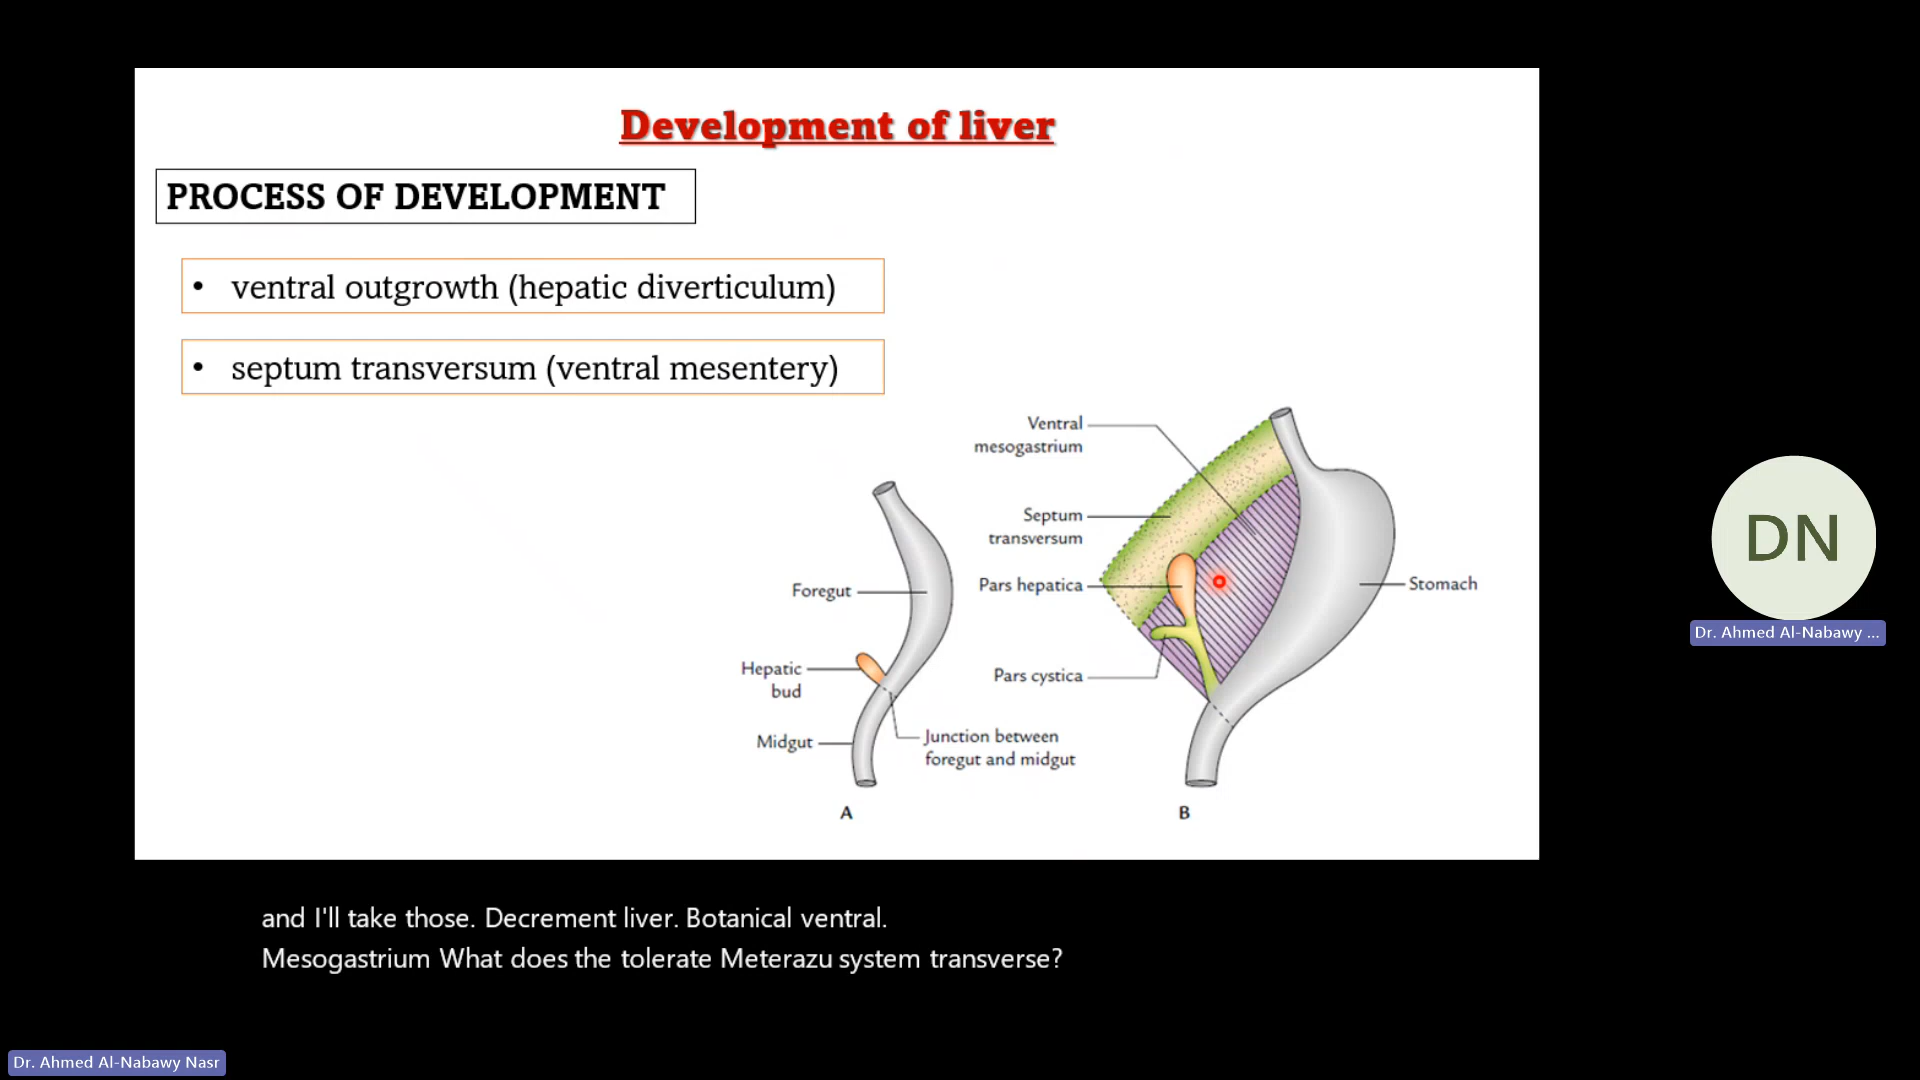 Development of liver
PROCESS OF DEVELOPMENT
• ventral outgrowth (hepatic diverticulum)
• septum transversum (ventral mesentery)
Foregut
Hepatic
bud
Midgut
Junction between
foregut and midgut
A
Ventral
mesogastrium
Septum
transversum
Pars hepatica
Pars cystica
Stomach
B
DN
Dr. Ahmed Al-Nabawy ...
and I'll take those. Decrement liver. Botanical ventral.
Mesogastrium What does the tolerate Meterazu system transverse?
Dr. Ahmed Al-Nabawy Nasr